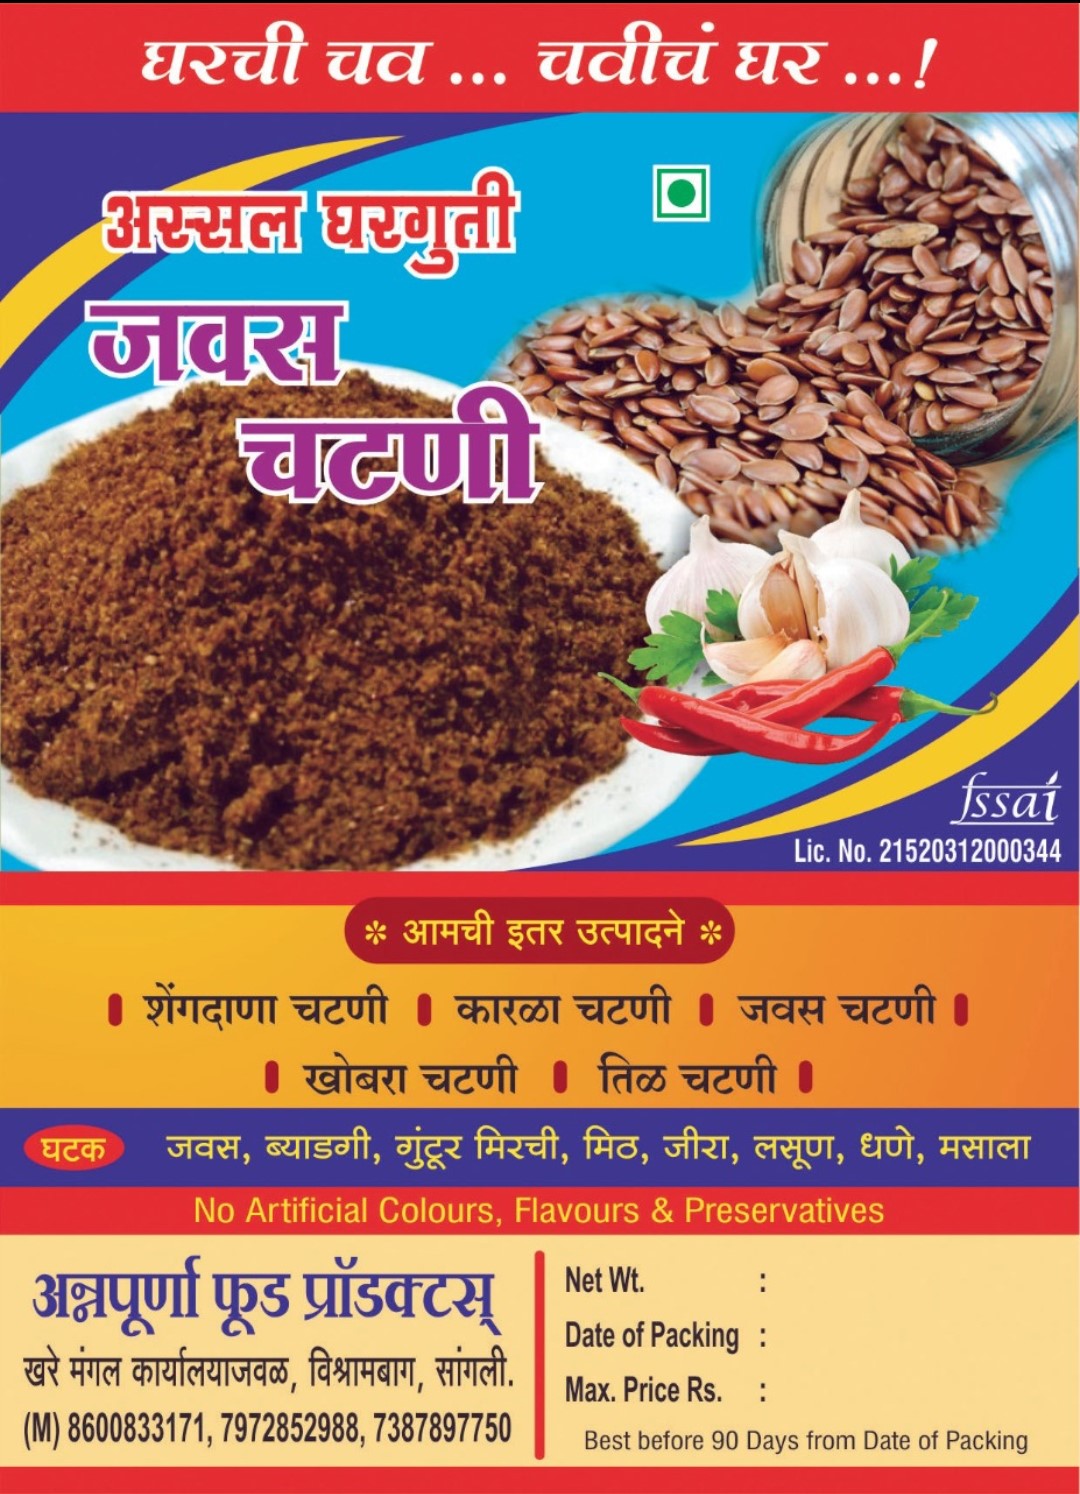 घरची चव ... चवीचं घर ...!
अस्सल घरगुती
जवस
चटणी
fssai
Lic. No. 21520312000344
* आमची इतर उत्पादने *
शेंगदाणा चटणी कारळा चटणी जवस चटणी
खोबरा चटणी तिळ चटणी
घटक जवस, ब्याडगी, गुंटूर मिरची, मिठ, जीरा, लसूण, धणे, मसाला
No Artificial Colours, Flavours & Preservatives
अन्नपूर्णा फूड प्रॉडक्टस्
खरे मंगल कार्यालयाजवळ, विश्रामबाग, सांगली.
(M) 8600833171, 7972852988, 7387897750
Net Wt. :
Date of Packing :
Max. Price Rs. :
Best before 90 Days from Date of Packing